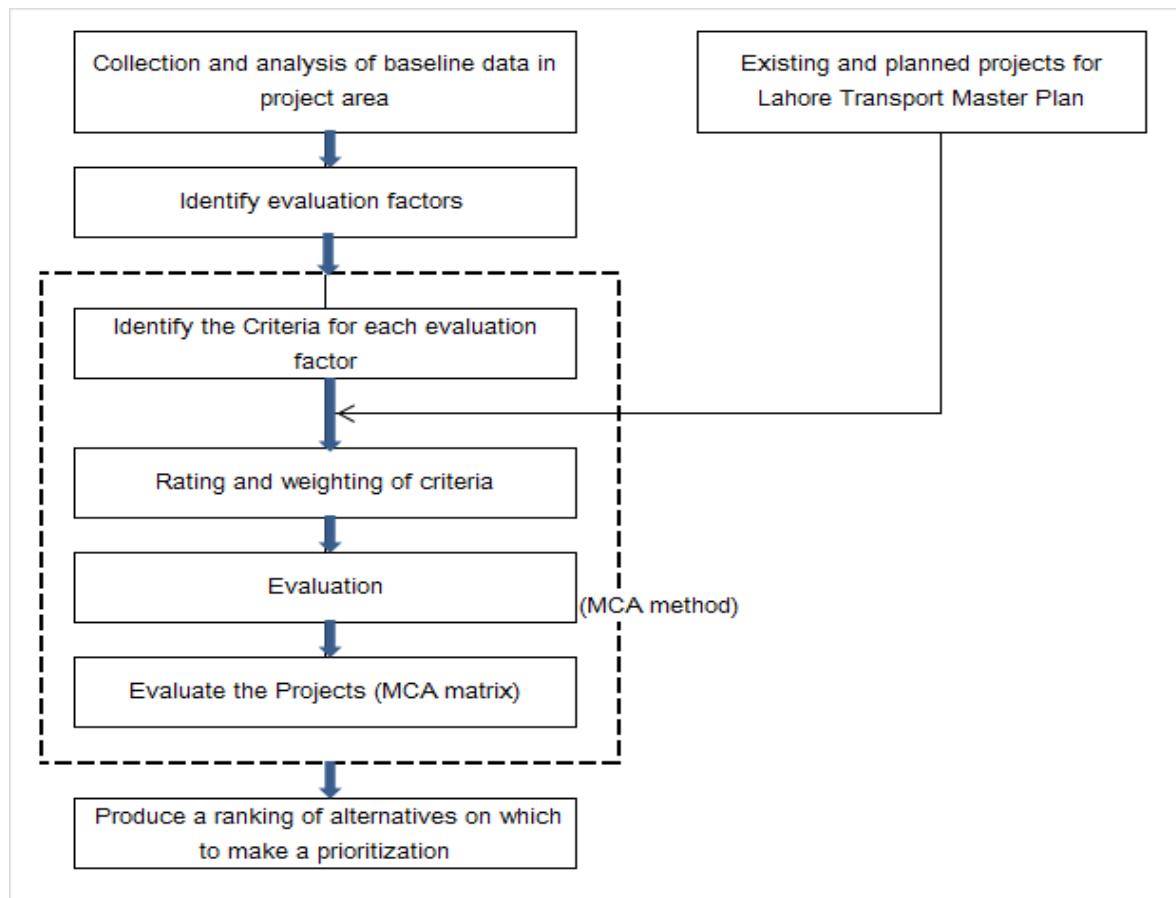 Collection and analysis of baseline data in
project area
Existing and planned projects for
Lahore Transport Master Plan
Identify evaluation factors
Identify the Criteria for each evaluation
factor
Rating and weighting of criteria
Evaluation
(MCA method)
Evaluate the Projects (MCA matrix)
Produce a ranking of alternatives on which
to make a prioritization